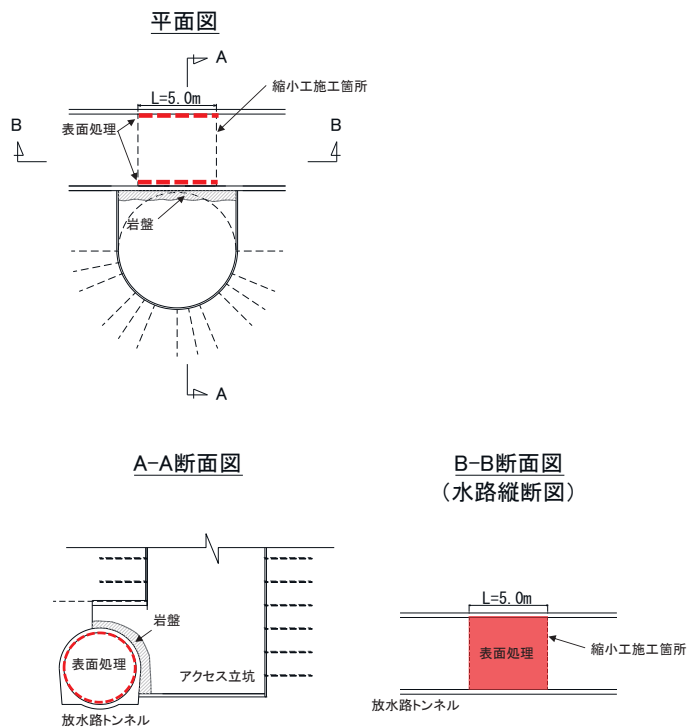 平面図
A
縮小工施工箇所
L=5.0m
B
B
表面処理
岩盤
A
A-A断面図
B-B断面図
(水路縦断図)
L=5.0m
岩盤
表面処理
表面処理
縮小工施工箇所
アクセス立坑
放水路トンネル
放水路トンネル